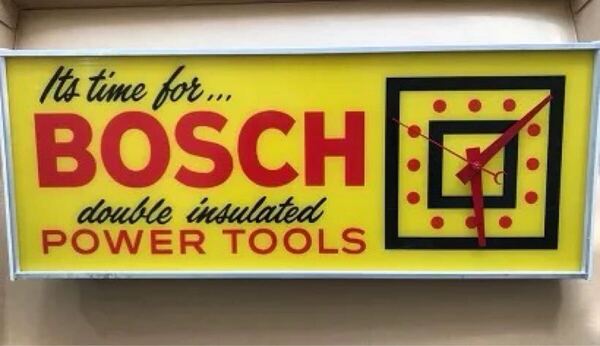 Its time for...
BOSCH
double insulated
POWER TOOLS